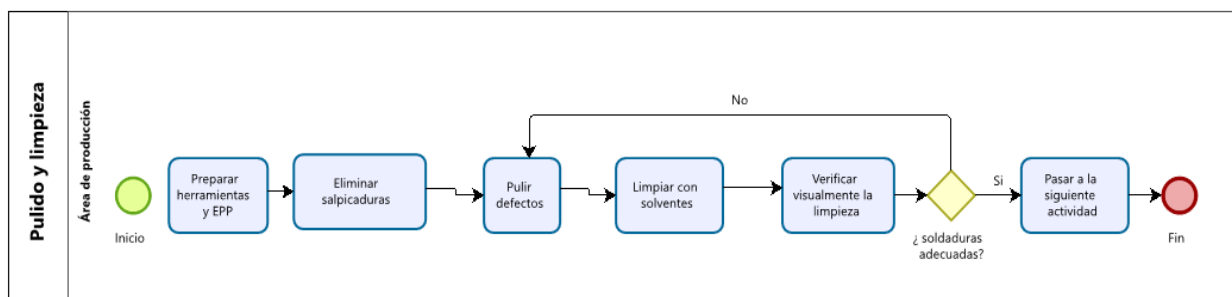 Pulido y limpieza
Área de producción
Inicio
Preparar
herramientas
y EPP
Eliminar
salpicaduras
Pulir
defectos
Limpiar con
solventes
Verificar
visualmente la
limpieza
¿ soldaduras
adecuadas?
No
Si
Pasar a la
siguiente
actividad
Fin